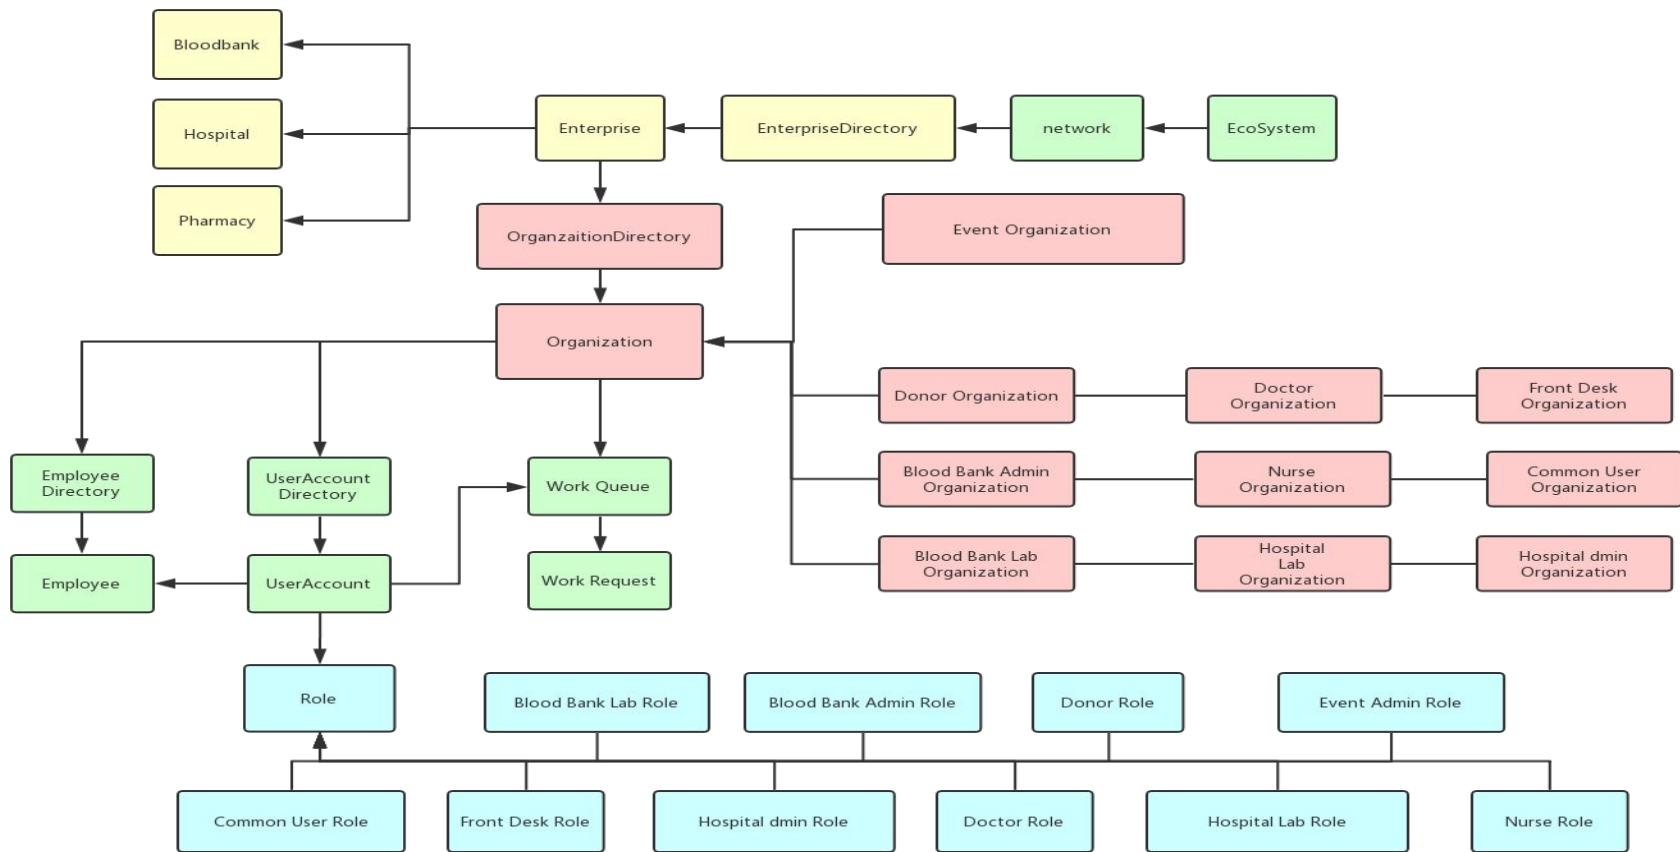 Bloodbank
Hospital
Pharmacy
Enterprise
EnterpriseDirectory
network
EcoSystem
OrganzaitionDirectory
Event Organization
Organization
Donor Organization
Doctor
Organization
Front Desk
Organization
Employee
Directory
UserAccount
Directory
Work Queue
Blood Bank Admin
Organization
Nurse
Organization
Common User
Organization
Employee
UserAccount
Work Request
Blood Bank Lab
Organization
Hospital
Lab
Organization
Hospital dmin
Organization
Role
Blood Bank Lab Role
Blood Bank Admin Role
Donor Role
Event Admin Role
Common User Role
Front Desk Role
Hospital dmin Role
Doctor Role
Hospital Lab Role
Nurse Role